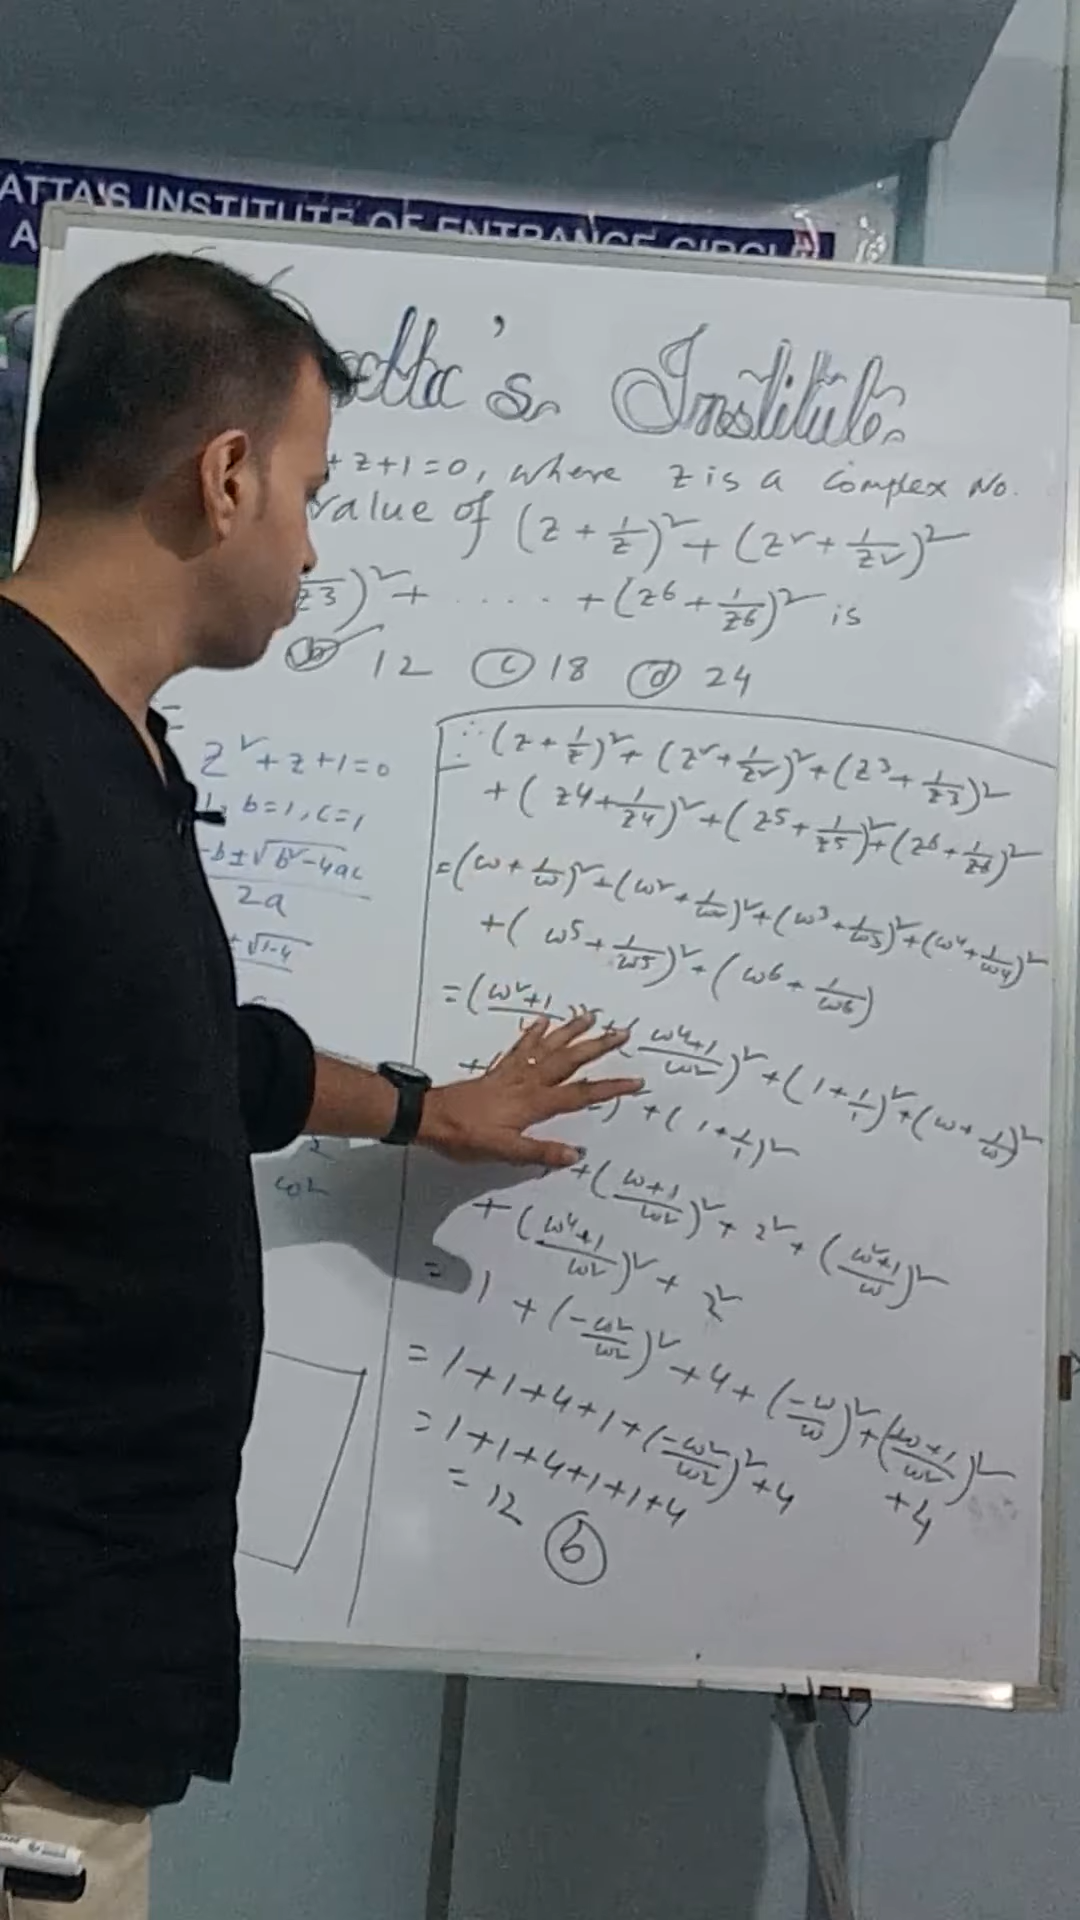 ATTA'S INSTITUTE OF ENTRANCE CIRCLE
A
Institute
+ z + 1 = 0, where z is a complex No.
value of (z + 1/z)² + (z² + 1/z²)²
z3)² + ..... + (z6 + 1/z6)² is
(b) 12 (c) 18 (d) 24
=
z² + z + 1 = 0
b=1, c=1
-b±√b²-4ac
2a
±√1-4
2
ω2
∴ (z + 1/z)² + (z² + 1/z²)² + (z3 + 1/z3)²
+ (z4 + 1/z4)² + (z5 + 1/z5)² + (z6 + 1/z6)²
= (ω + 1/ω)² + (ω² + 1/ω²)² + (ω3 + 1/ω3)² + (ω4 + 1/ω4)²
+ (ω5 + 1/ω5)² + (ω6 + 1/ω6)
= (ω²+1 + (ω4+1/ω2)² + (1 + 1/1)² + (ω + 1/ω)²
)² + (1 + 1/1)²
+ (ω+1/ω2)² + 2² + (ω²+1/ω)²
+ (ω4+1/ω2)² + 2²
= 1 + (-ω2/ω2)² + 4 + (-ω/ω)² + (ω+1/ω2)²
+ 4
= 1+1+4+1+(-ω2/ω2)²+4
= 1+1+4+1+1+4
= 12 (b)